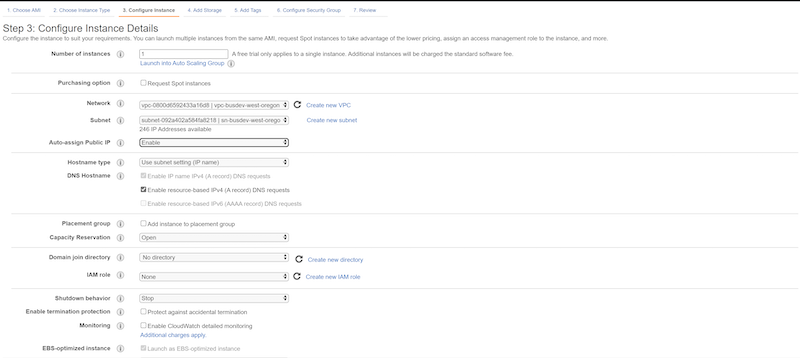 1. Choose AMI 2. Choose Instance Type 3. Configure Instance 4. Add Storage 5. Add Tags 6. Configure Security Group 7. Review
Step 3: Configure Instance Details
Configure the instance to suit your requirements. You can launch multiple instances from the same AMI, request Spot instances to take advantage of the lower pricing, assign an access management role to the instance, and more.
Number of instances 1 A free trial only applies to a single instance. Additional instances will be charged the standard software fee.
Launch into Auto Scaling Group
Purchasing option Request Spot instances
Network vpc-0800d6592433a16d8 | vpc-busdev-west-oregon Create new VPC
Subnet subnet-092a402a584fa8218 | sn-busdev-west-orego Create new subnet
246 IP Addresses available
Auto-assign Public IP Enable
Hostname type Use subnet setting (IP name)
DNS Hostname Enable IP name IPv4 (A record) DNS requests
Enable resource-based IPv4 (A record) DNS requests
Enable resource-based IPv6 (AAAA record) DNS requests
Placement group Add instance to placement group
Capacity Reservation Open
Domain join directory No directory Create new directory
IAM role None Create new IAM role
Shutdown behavior Stop
Enable termination protection Protect against accidental termination
Monitoring Enable CloudWatch detailed monitoring
Additional charges apply.
EBS-optimized instance Launch as EBS-optimized instance